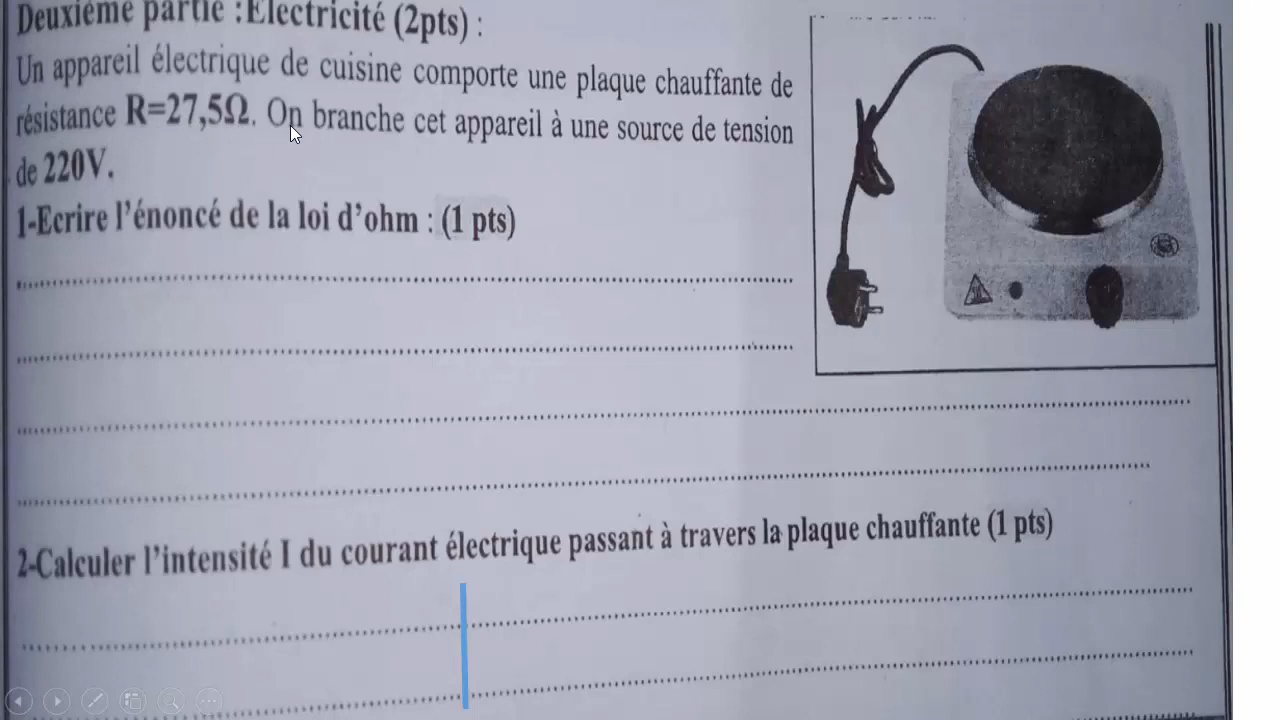 Deuxième partie :Electricité (2pts) :
Un appareil électrique de cuisine comporte une plaque chauffante de
résistance R=27,5Ω. On branche cet appareil à une source de tension
de 220V.
1-Ecrire l'énoncé de la loi d'ohm : (1 pts)
2-Calculer l'intensité I du courant électrique passant à travers la plaque chauffante (1 pts)